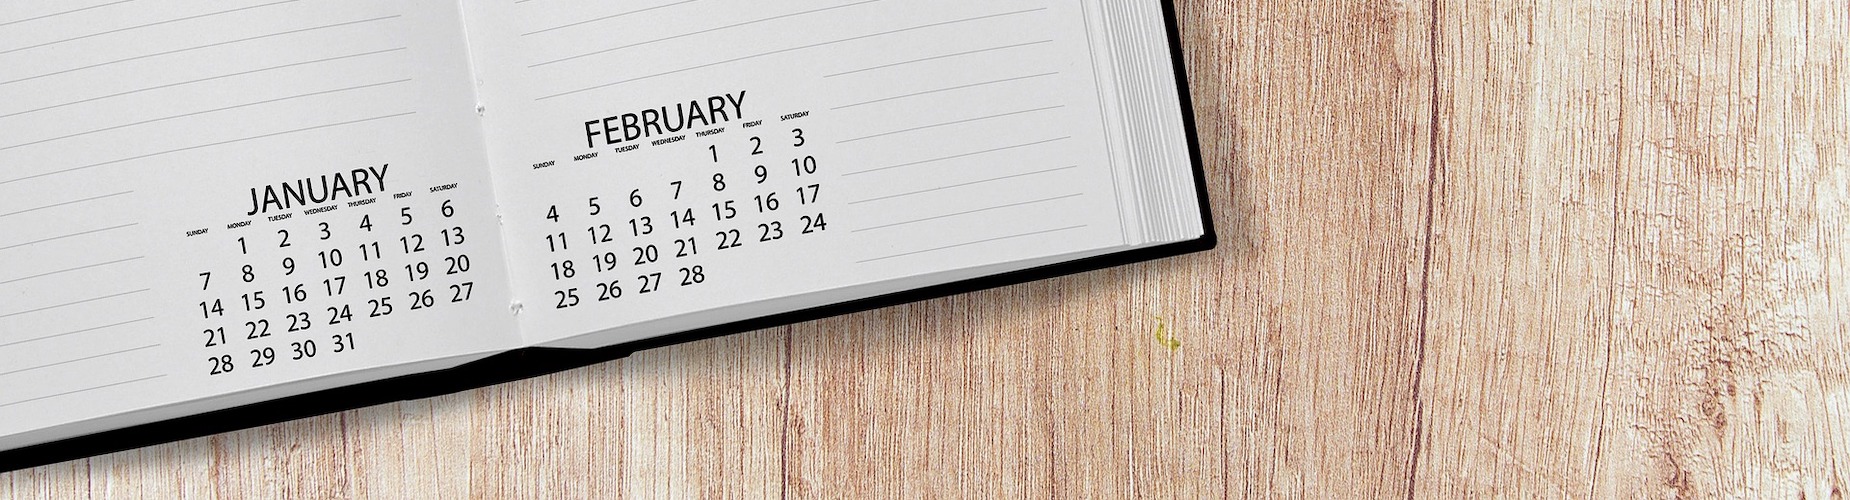 JANUARY
SUNDAY MONDAY TUESDAY WEDNESDAY THURSDAY FRIDAY SATURDAY
1 2 3 4 5 6
7 8 9 10 11 12 13
14 15 16 17 18 19 20
21 22 23 24 25 26 27
28 29 30 31
FEBRUARY
SUNDAY MONDAY TUESDAY WEDNESDAY THURSDAY FRIDAY SATURDAY
1 2 3
4 5 6 7 8 9 10
11 12 13 14 15 16 17
18 19 20 21 22 23 24
25 26 27 28